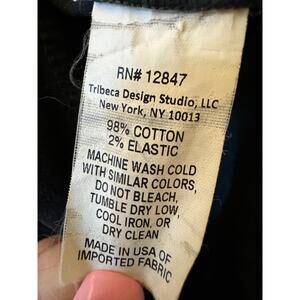 RN# 12847
Tribeca Design Studio, LLC
New York, NY 10013
98% COTTON
2% ELASTIC
MACHINE WASH COLD
WITH SIMILAR COLORS,
DO NOT BLEACH,
TUMBLE DRY LOW,
COOL IRON, OR
DRY CLEAN
MADE IN USA OF
IMPORTED FABRIC